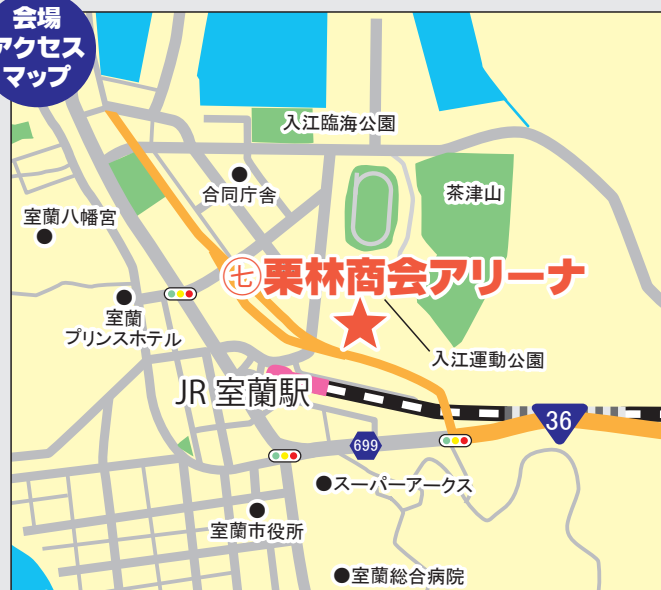 会場
アクセス
マップ
入江臨海公園
合同庁舎
茶津山
室蘭八幡宮
㊆栗林商会アリーナ
室蘭
プリンスホテル
入江運動公園
JR 室蘭駅
36
699
スーパーアークス
室蘭市役所
室蘭総合病院